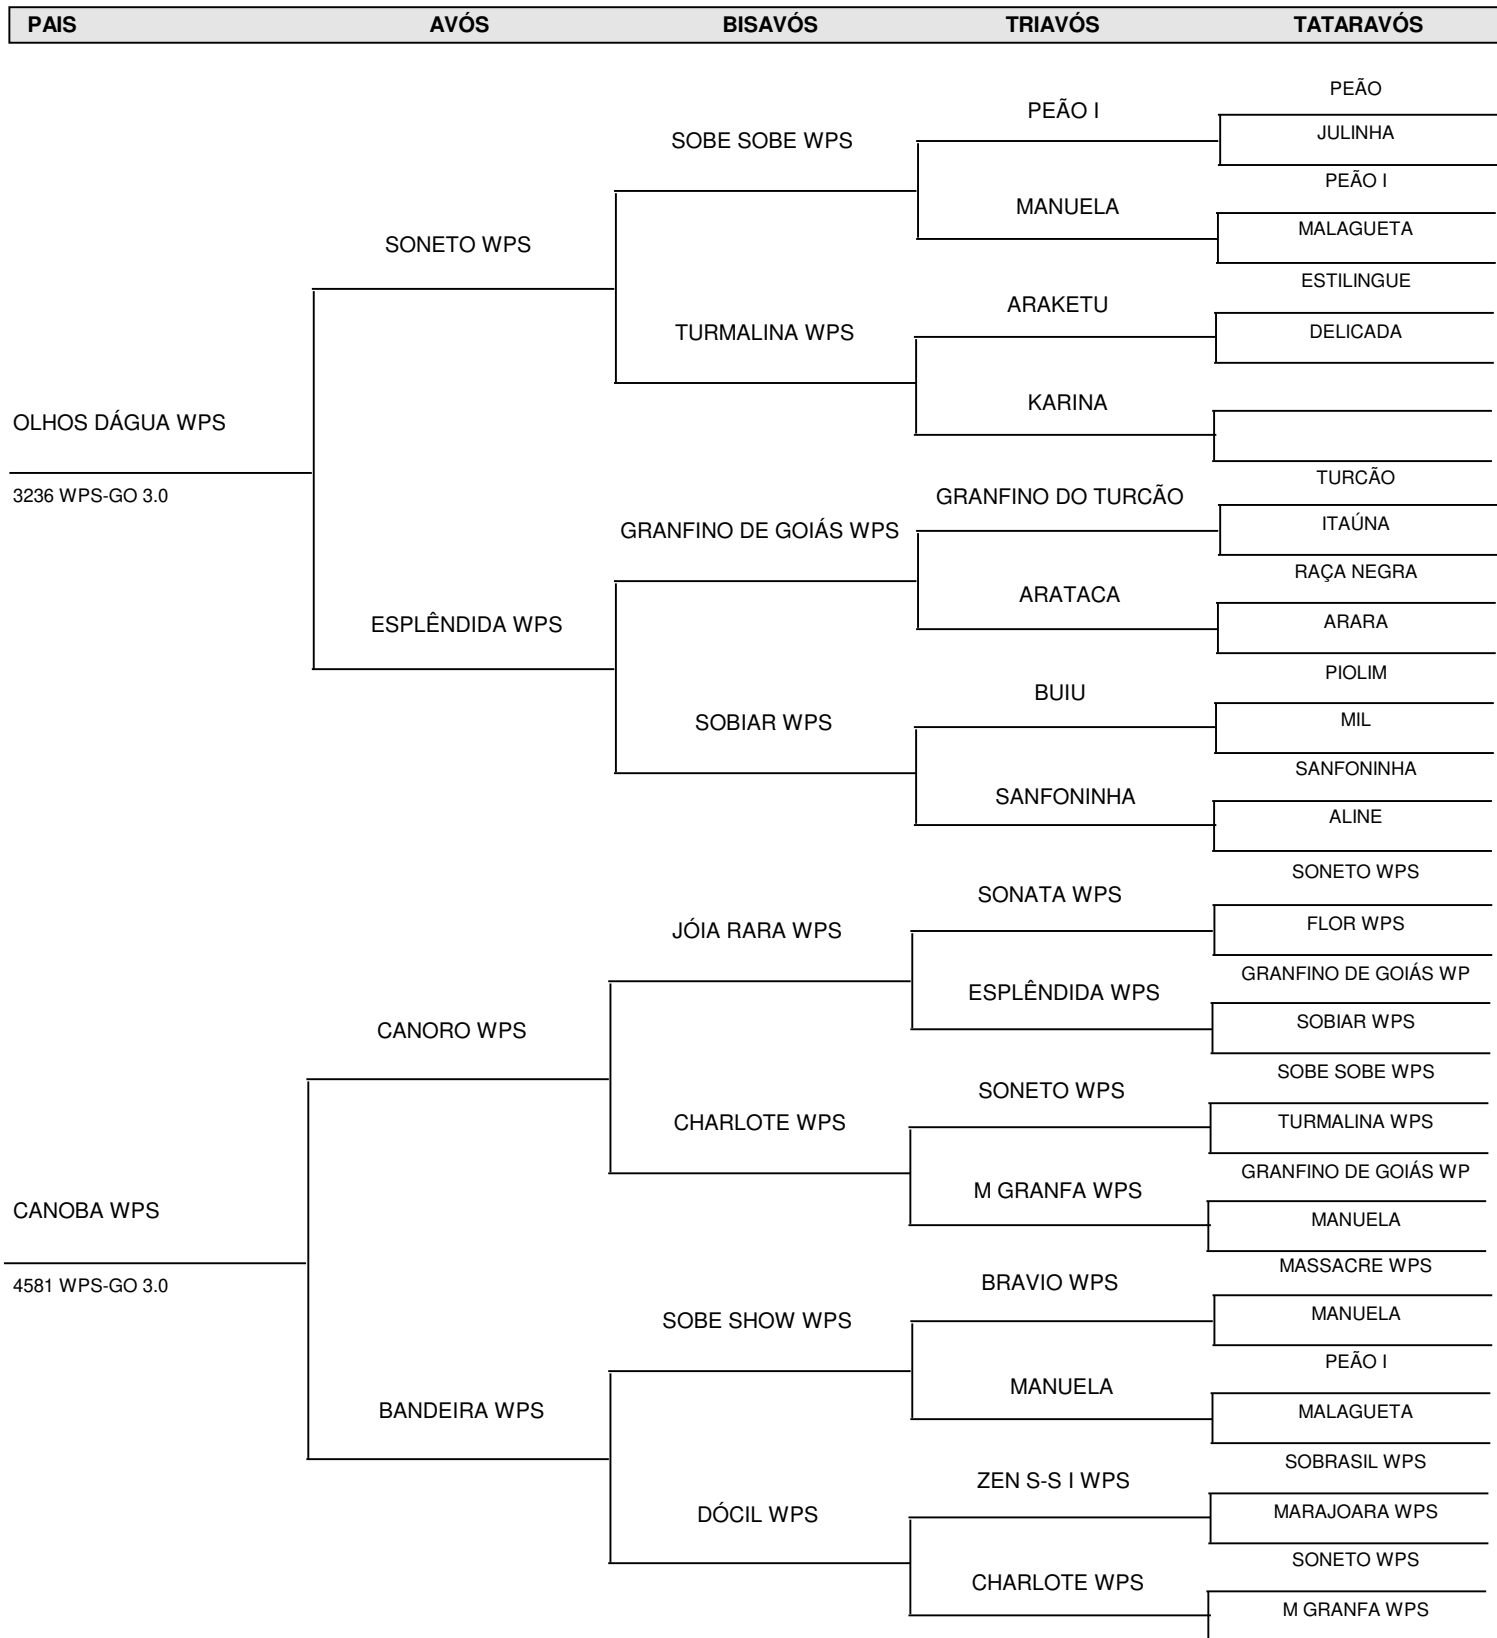 PAIS AVÓS BISAVÓS TRIAVÓS TATARAVÓS
PEÃO
PEÃO I
JULINHA
SOBE SOBE WPS
PEÃO I
MANUELA
MALAGUETA
SONETO WPS
ESTILINGUE
ARAKETU
DELICADA
TURMALINA WPS
KARINA
OLHOS DÁGUA WPS
TURCÃO
3236 WPS-GO 3.0
GRANFINO DO TURCÃO
ITAÚNA
GRANFINO DE GOIÁS WPS
RAÇA NEGRA
ARATACA
ARARA
ESPLÊNDIDA WPS
PIOLIM
BUIU
MIL
SOBIAR WPS
SANFONINHA
SANFONINHA
ALINE
SONETO WPS
SONATA WPS
FLOR WPS
JÓIA RARA WPS
GRANFINO DE GOIÁS WP
ESPLÊNDIDA WPS
SOBIAR WPS
CANORO WPS
SOBE SOBE WPS
SONETO WPS
TURMALINA WPS
CHARLOTE WPS
GRANFINO DE GOIÁS WP
M GRANFA WPS
CANOBA WPS
MANUELA
MASSACRE WPS
4581 WPS-GO 3.0
BRAVIO WPS
MANUELA
SOBE SHOW WPS
PEÃO I
MANUELA
BANDEIRA WPS
MALAGUETA
SOBRASIL WPS
ZEN S-S I WPS
MARAJOARA WPS
DÓCIL WPS
SONETO WPS
CHARLOTE WPS
M GRANFA WPS